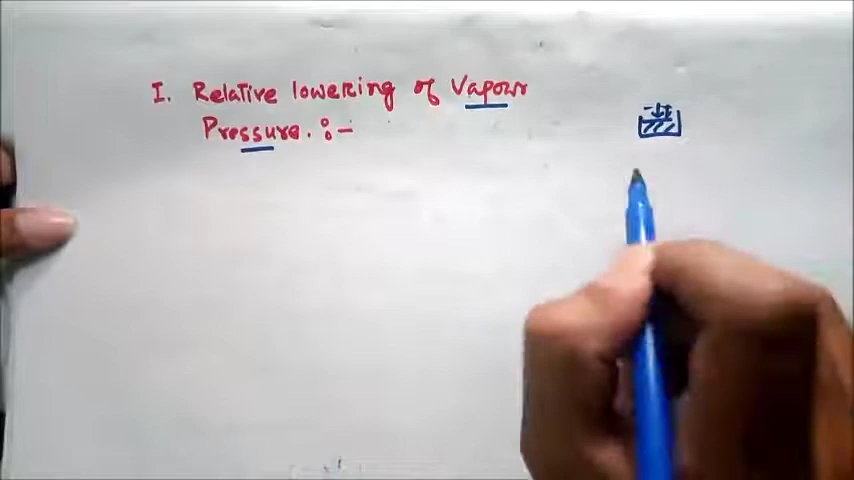 I. Relative lowering of Vapour
Pressure. :-